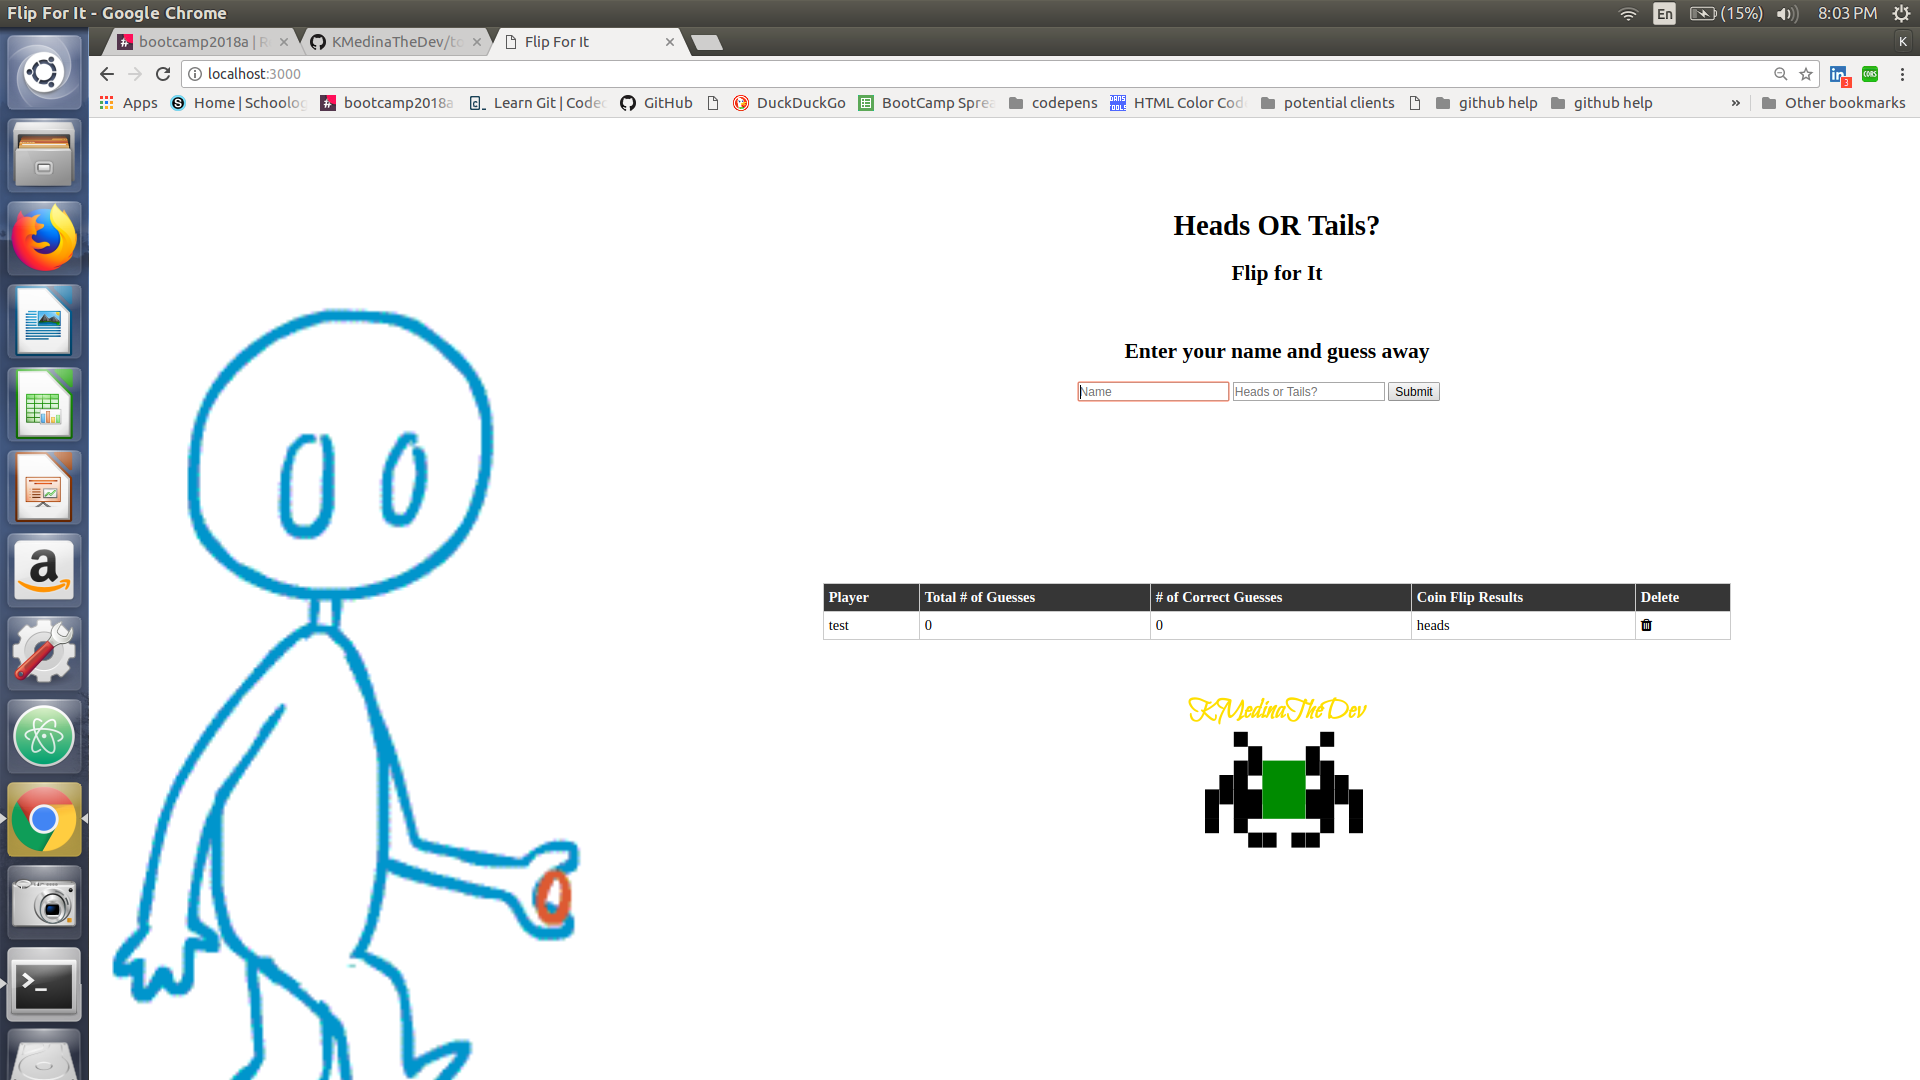 Flip For It - Google Chrome
En (15%) 8:03 PM
bootcamp2018a | R
KMedinaTheDev/to
Flip For It
K
localhost:3000
3
CORS
Apps
Home | Schoolog
bootcamp2018a
Learn Git | Codec
GitHub
DuckDuckGo
BootCamp Sprea
codepens
HTML Color Cod
potential clients
github help
github help
»
Other bookmarks
Heads OR Tails?
Flip for It
Enter your name and guess away
Name
Heads or Tails?
Submit
Player Total # of Guesses # of Correct Guesses Coin Flip Results Delete
test 0 0 heads
KMedinaTheDev